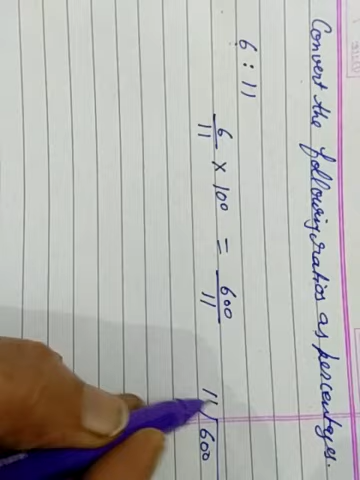 Convert the following ratios as percentages.
6 : 11
6/11 × 100 = 600/11
11)600